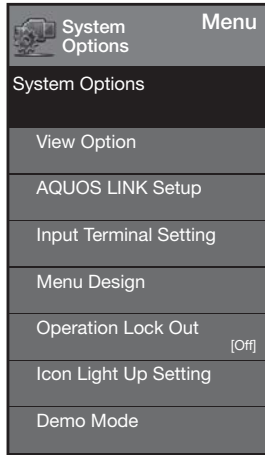 System
Options
Menu
System Options
View Option
AQUOS LINK Setup
Input Terminal Setting
Menu Design
Operation Lock Out
[Off]
Icon Light Up Setting
Demo Mode